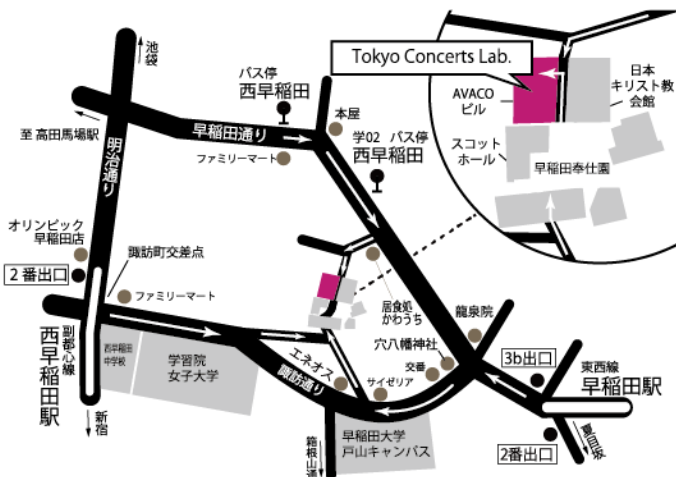 池袋
バス停
西早稲田
Tokyo Concerts Lab.
AVACO
ビル
日本
キリスト教
会館
スコット
ホール
早稲田奉仕園
至 高田馬場駅
早稲田通り
本屋
学02 バス停
西早稲田
ファミリーマート
明治通り
オリンピック
早稲田店
2番出口
諏訪町交差点
ファミリーマート
居食処
かわうち
龍泉院
穴八幡神社
交番
3b出口
東西線
早稲田駅
副都心線
西早稲田駅
西早稲田
中学校
学習院
女子大学
エネオス
サイゼリア
諏訪通り
早稲田大学
戸山キャンパス
2番出口
夏目坂
新宿
箱根山通